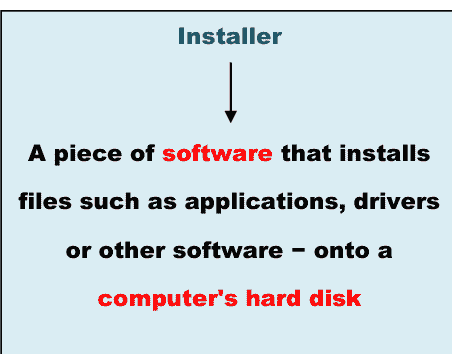 Installer
A piece of software that installs
files such as applications, drivers
or other software – onto a
computer's hard disk